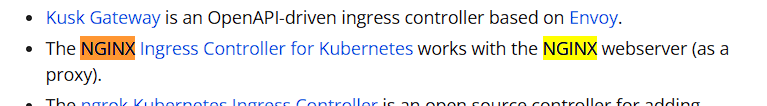 Kusk Gateway is an OpenAPI-driven ingress controller based on Envoy.
The NGINX Ingress Controller for Kubernetes works with the NGINX webserver (as a
proxy).
The ngrok Kubernetes Ingress Controller is an open source controller for adding